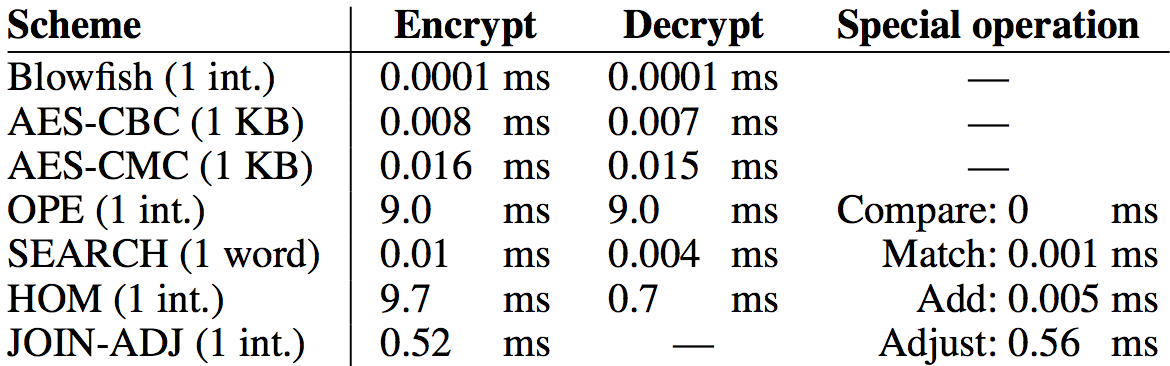 Scheme Encrypt Decrypt Special operation
Blowfish (1 int.) 0.0001 ms 0.0001 ms —
AES-CBC (1 KB) 0.008 ms 0.007 ms —
AES-CMC (1 KB) 0.016 ms 0.015 ms —
OPE (1 int.) 9.0 ms 9.0 ms Compare: 0 ms
SEARCH (1 word) 0.01 ms 0.004 ms Match: 0.001 ms
HOM (1 int.) 9.7 ms 0.7 ms Add: 0.005 ms
JOIN-ADJ (1 int.) 0.52 ms — Adjust: 0.56 ms